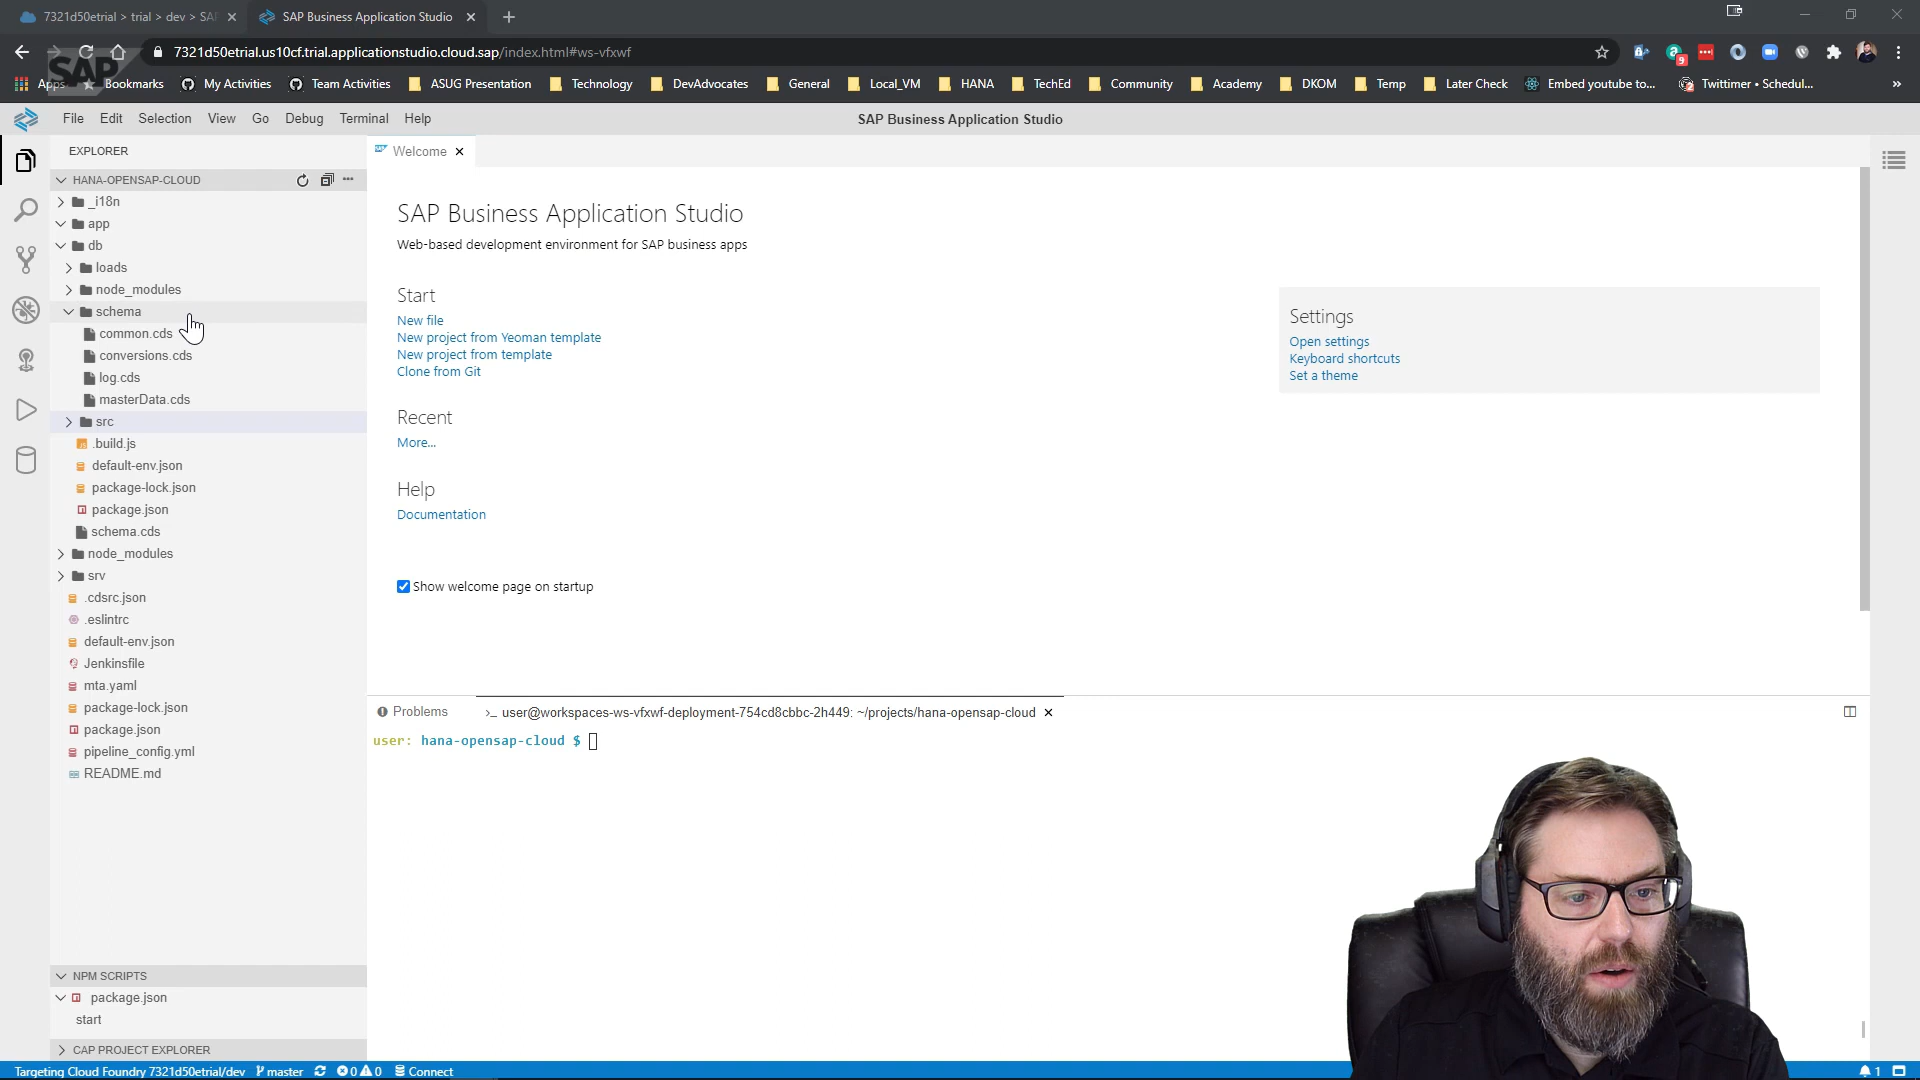 7321d50etrial > trial > dev > SA
SAP Business Application Studio
7321d50etrial.us10cf.trial.applicationstudio.cloud.sap/index.html#ws-vfxwf
9
SAP
Apps
Bookmarks
My Activities
Team Activities
ASUG Presentation
Technology
DevAdvocates
General
Local_VM
HANA
TechEd
Community
Academy
DKOM
Temp
Later Check
Embed youtube to...
Twittimer • Schedul...
»
File Edit Selection View Go Debug Terminal Help
SAP Business Application Studio
EXPLORER
HANA-OPENSAP-CLOUD
_i18n
app
db
loads
node_modules
schema
common.cds
conversions.cds
log.cds
masterData.cds
src
.build.js
default-env.json
package-lock.json
package.json
schema.cds
node_modules
srv
.cdsrc.json
.eslintrc
default-env.json
Jenkinsfile
mta.yaml
package-lock.json
package.json
pipeline_config.yml
README.md
NPM SCRIPTS
package.json
start
CAP PROJECT EXPLORER
Welcome
SAP Business Application Studio
Web-based development environment for SAP business apps
Start
New file
New project from Yeoman template
New project from template
Clone from Git
Recent
More...
Help
Documentation
Show welcome page on startup
Settings
Open settings
Keyboard shortcuts
Set a theme
Problems
>_ user@workspaces-ws-vfxwf-deployment-754cd8cbbc-2h449: ~/projects/hana-opensap-cloud
user: hana-opensap-cloud $
Targeting Cloud Foundry 7321d50etrial/dev master 0 0 Connect
1